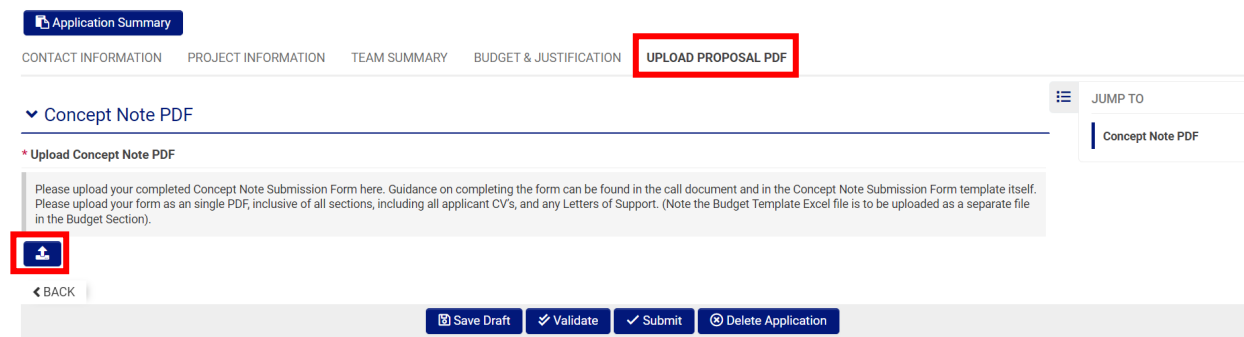 Application Summary
CONTACT INFORMATION PROJECT INFORMATION TEAM SUMMARY BUDGET & JUSTIFICATION UPLOAD PROPOSAL PDF
JUMP TO
Concept Note PDF
Concept Note PDF
* Upload Concept Note PDF
Please upload your completed Concept Note Submission Form here. Guidance on completing the form can be found in the call document and in the Concept Note Submission Form template itself.
Please upload your form as an single PDF, inclusive of all sections, including all applicant CV's, and any Letters of Support. (Note the Budget Template Excel file is to be uploaded as a separate file
in the Budget Section).
BACK
Save Draft Validate Submit Delete Application